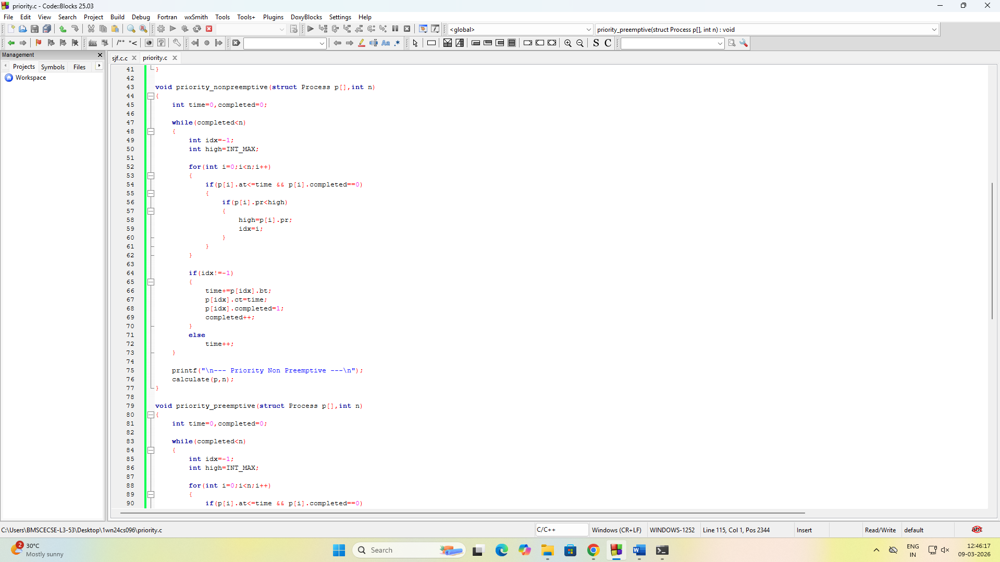 priority.c - Code::Blocks 25.03
File Edit View Search Project Build Debug Fortran wxSmith Tools Tools+ Plugins DoxyBlocks Settings Help
<global>
priority_preemptive(struct Process p[], int n) : void
/** *<
Aa .*
S C
Management
Projects Symbols Files
Workspace
sjf.c.c priority.c
41 }
42
43 void priority_nonpreemptive(struct Process p[],int n)
44 {
45 int time=0,completed=0;
46
47 while(completed<n)
48 {
49 int idx=-1;
50 int high=INT_MAX;
51
52 for(int i=0;i<n;i++)
53 {
54 if(p[i].at<=time && p[i].completed==0)
55 {
56 if(p[i].pr<high)
57 {
58 high=p[i].pr;
59 idx=i;
60 }
61 }
62 }
63
64 if(idx!=-1)
65 {
66 time+=p[idx].bt;
67 p[idx].ct=time;
68 p[idx].completed=1;
69 completed++;
70 }
71 else
72 time++;
73 }
74
75 printf("\n--- Priority Non Preemptive ---\n");
76 calculate(p,n);
77 }
78
79 void priority_preemptive(struct Process p[],int n)
80 {
81 int time=0,completed=0;
82
83 while(completed<n)
84 {
85 int idx=-1;
86 int high=INT_MAX;
87
88 for(int i=0;i<n;i++)
89 {
90 if(p[i].at<=time && p[i].completed==0)
C:\Users\BMSCECSE-L3-53\Desktop\1wn24cs096\priority.c
C/C++
Windows (CR+LF)
WINDOWS-1252
Line 115, Col 1, Pos 2344
Insert
Read/Write
default
abc
2
30°C
Mostly sunny
Search
ENG
IN
12:46:17
09-03-2026